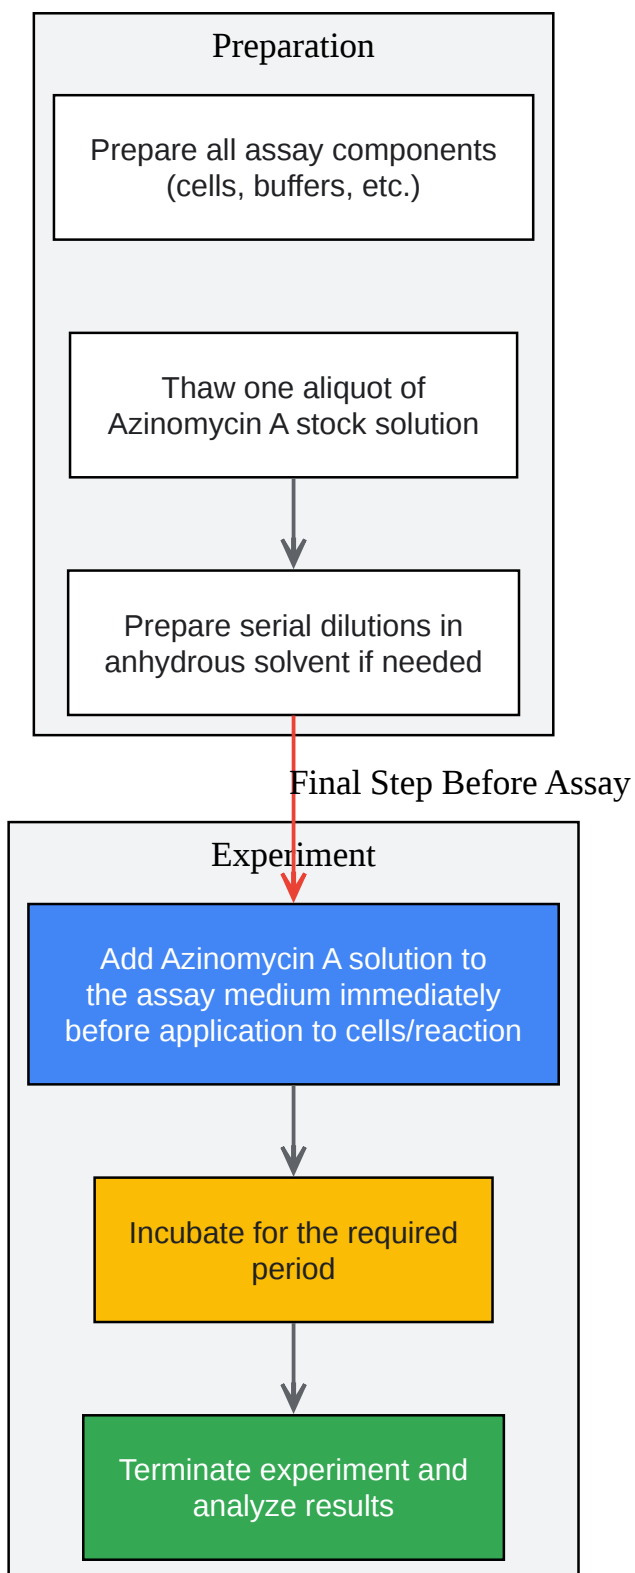 Preparation
Prepare all assay components
(cells, buffers, etc.)
Thaw one aliquot of
Azinomycin A stock solution
Prepare serial dilutions in
anhydrous solvent if needed
Final Step Before Assay
Experiment
Add Azinomycin A solution to
the assay medium immediately
before application to cells/reaction
Incubate for the required
period
Terminate experiment and
analyze results